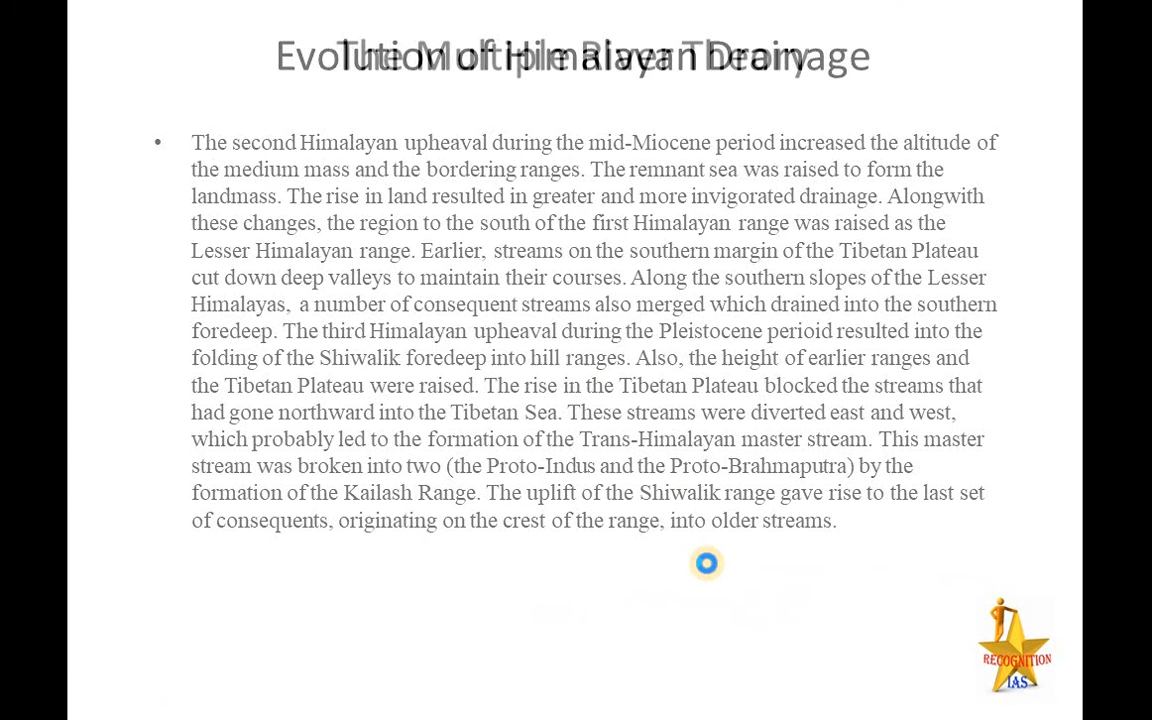 Evolution of Himalayan Drainage
The Multiple River Theory
• The second Himalayan upheaval during the mid-Miocene period increased the altitude of
the medium mass and the bordering ranges. The remnant sea was raised to form the
landmass. The rise in land resulted in greater and more invigorated drainage. Alongwith
these changes, the region to the south of the first Himalayan range was raised as the
Lesser Himalayan range. Earlier, streams on the southern margin of the Tibetan Plateau
cut down deep valleys to maintain their courses. Along the southern slopes of the Lesser
Himalayas, a number of consequent streams also merged which drained into the southern
foredeep. The third Himalayan upheaval during the Pleistocene perioid resulted into the
folding of the Shiwalik foredeep into hill ranges. Also, the height of earlier ranges and
the Tibetan Plateau were raised. The rise in the Tibetan Plateau blocked the streams that
had gone northward into the Tibetan Sea. These streams were diverted east and west,
which probably led to the formation of the Trans-Himalayan master stream. This master
stream was broken into two (the Proto-Indus and the Proto-Brahmaputra) by the
formation of the Kailash Range. The uplift of the Shiwalik range gave rise to the last set
of consequents, originating on the crest of the range, into older streams.
RECOGNITION
IAS